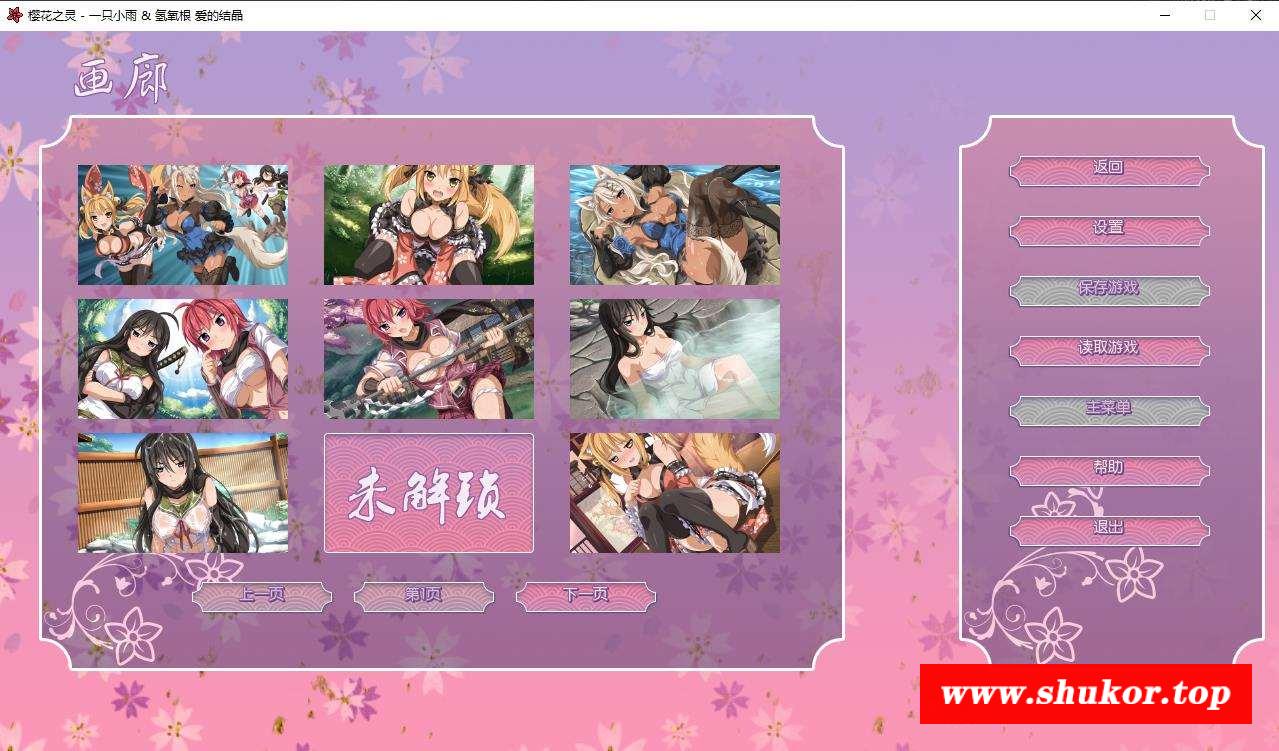 樱花之灵 - 一只小雨 & 氢氧根 爱的结晶
画廊
返回
设置
保存游戏
读取游戏
主菜单
帮助
退出
未解锁
上一页
第1页
下一页
www.shukor.top